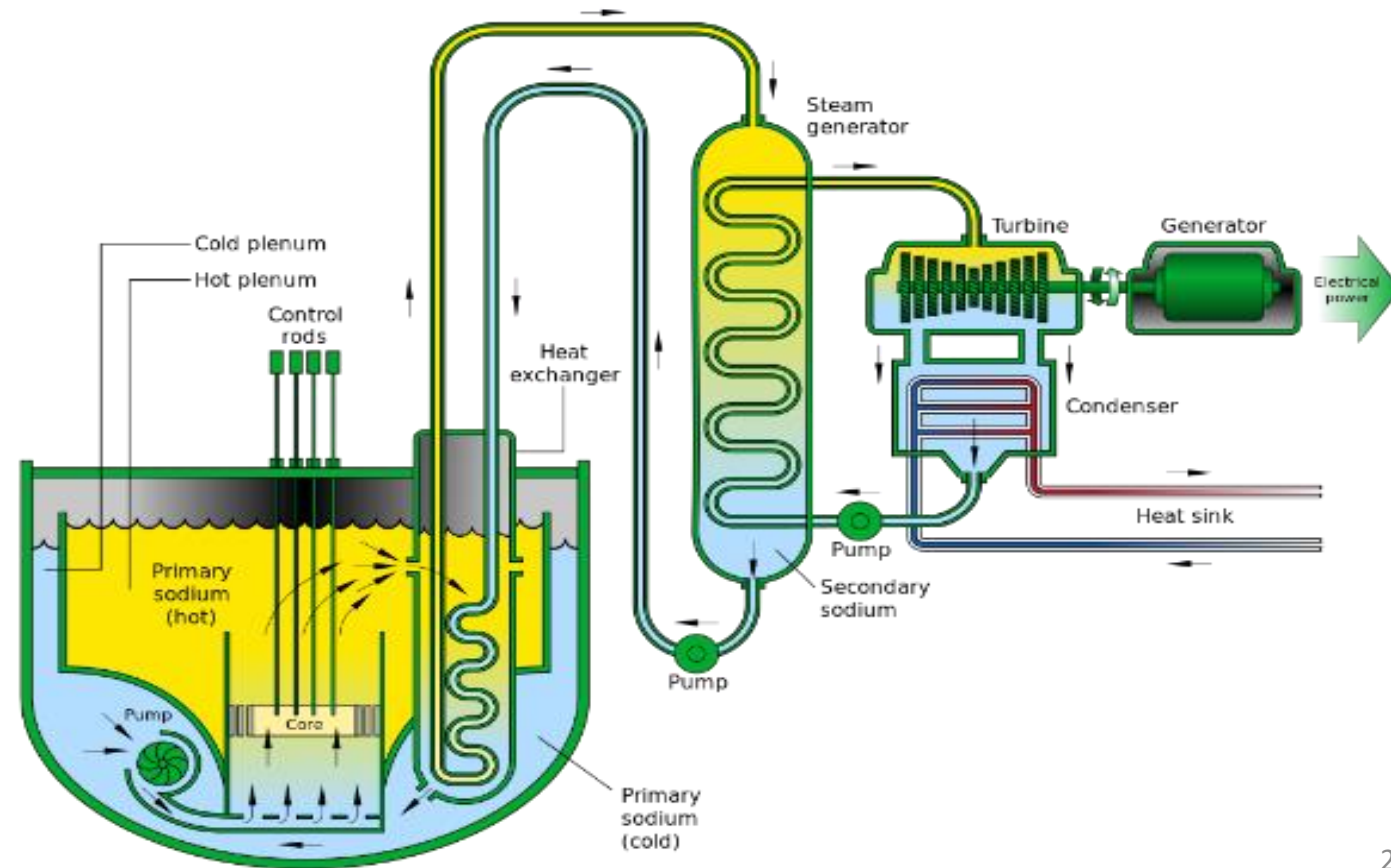 Steam
generator
Turbine
Generator
Cold plenum
Hot plenum
Electrical
power
Control
rods
Heat
exchanger
Condenser
Heat sink
Pump
Primary
sodium
(hot)
Secondary
sodium
Pump
Pump
Core
Primary
sodium
(cold)
2